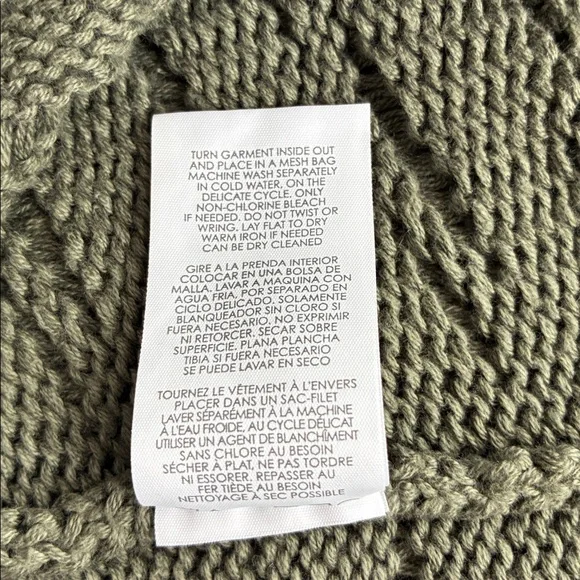 TURN GARMENT INSIDE OUT
AND PLACE IN A MESH BAG
MACHINE WASH SEPARATELY
IN COLD WATER, ON THE
DELICATE CYCLE. ONLY
NON-CHLORINE BLEACH
IF NEEDED. DO NOT TWIST OR
WRING. LAY FLAT TO DRY
WARM IRON IF NEEDED
CAN BE DRY CLEANED
GIRE A LA PRENDA INTERIOR
COLOCAR EN UNA BOLSA DE
MALLA. LAVAR A MAQUINA CON
AGUA FRIA, POR SEPARADO EN
CICLO DELICADO. SOLAMENTE
BLANQUEADOR SIN CLORO SI
FUERA NECESARIO. NO EXPRIMIR
NI RETORCER. SECAR SOBRE
SUPERFICIE. PLANA PLANCHA
TIBIA SI FUERA NECESARIO
SE PUEDE LAVAR EN SECO
TOURNEZ LE VÊTEMENT À L'ENVERS
PLACER DANS UN SAC-FILET
LAVER SÉPARÉMENT À LA MACHINE
À L'EAU FROIDE, AU CYCLE DÉLICAT
UTILISER UN AGENT DE BLANCHÎMENT
SANS CHLORE AU BESOIN
SÉCHER À PLAT, NE PAS TORDRE
NI ESSORER. REPASSER AU
FER TIÈDE AU BESOIN
NETTOYAGE À SEC POSSIBLE